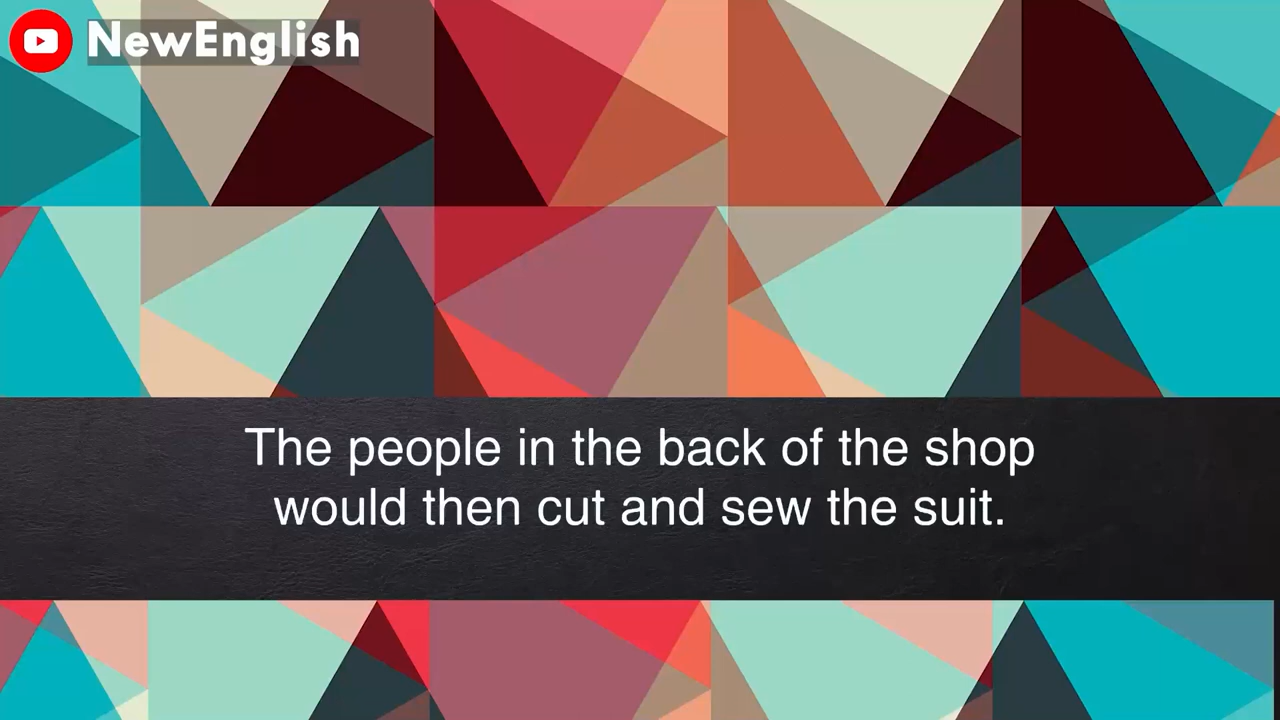 NewEnglish
The people in the back of the shop
would then cut and sew the suit.